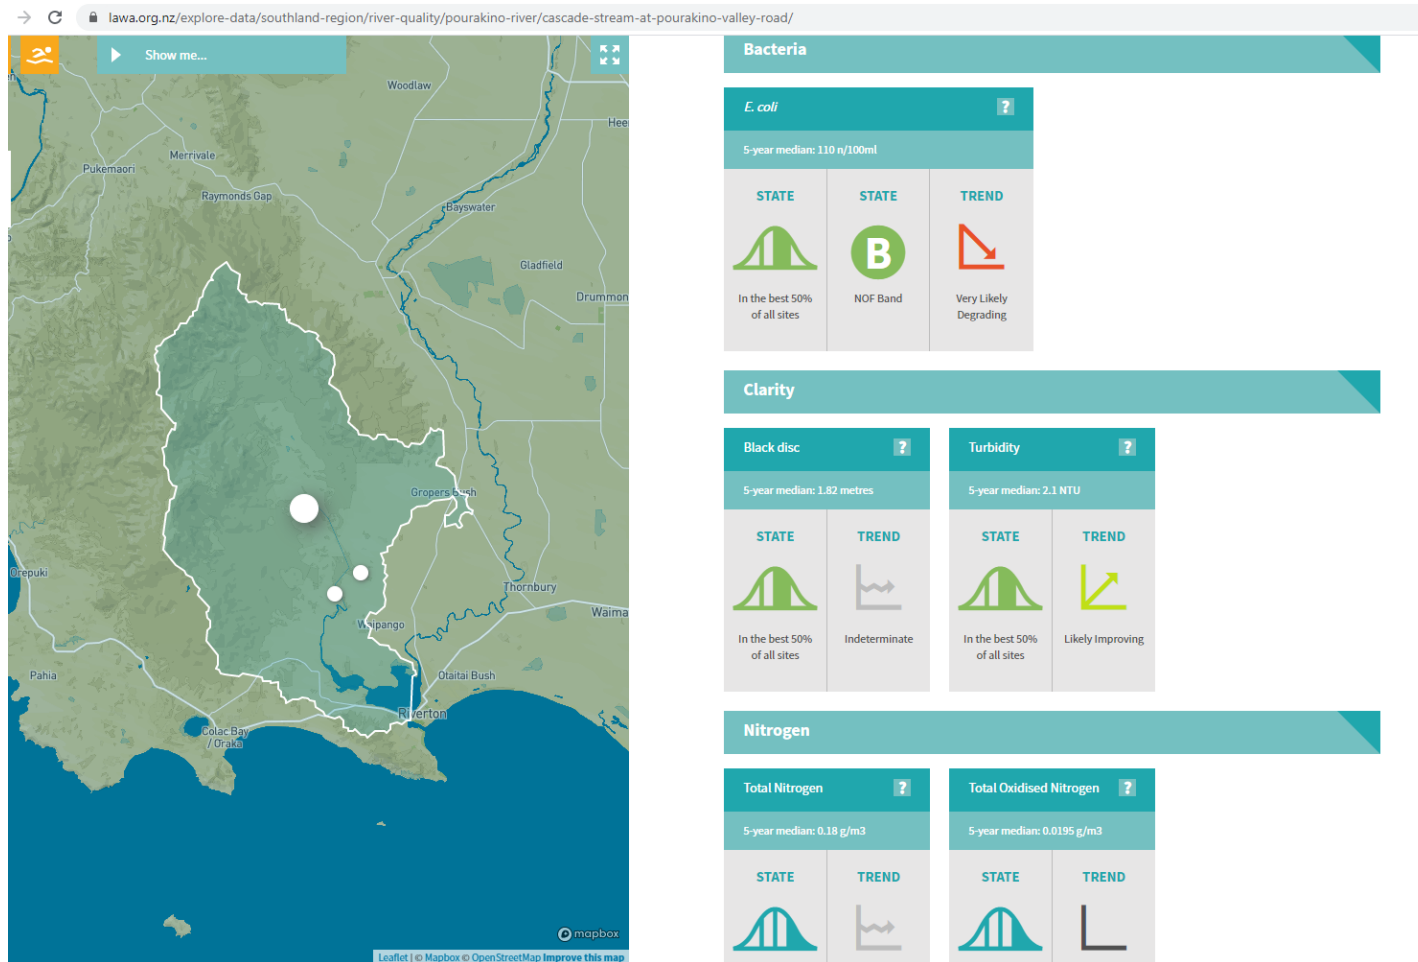 lawa.org.nz/explore-data/southland-region/river-quality/pourakino-river/cascade-stream-at-pourakino-valley-road/
Show me...
Woodlaw
Merrivale
Pukemaori
Raymonds Gap
Bayswater
Gladfield
Gropers Bush
Orepuki
Thornbury
Waipango
Pahia
Otaitai Bush
Riverton
Colac Bay
/ Oraka
mapbox
Leaflet | © Mapbox © OpenStreetMap Improve this map
Bacteria
E. coli ?
5-year median: 110 n/100ml
STATE STATE TREND
B
In the best 50% NOF Band Very Likely
of all sites Degrading
Clarity
Black disc ? Turbidity ?
5-year median: 1.82 metres 5-year median: 2.1 NTU
STATE TREND STATE TREND
In the best 50% Indeterminate In the best 50% Likely Improving
of all sites of all sites
Nitrogen
Total Nitrogen ? Total Oxidised Nitrogen ?
5-year median: 0.18 g/m3 5-year median: 0.0195 g/m3
STATE TREND STATE TREND